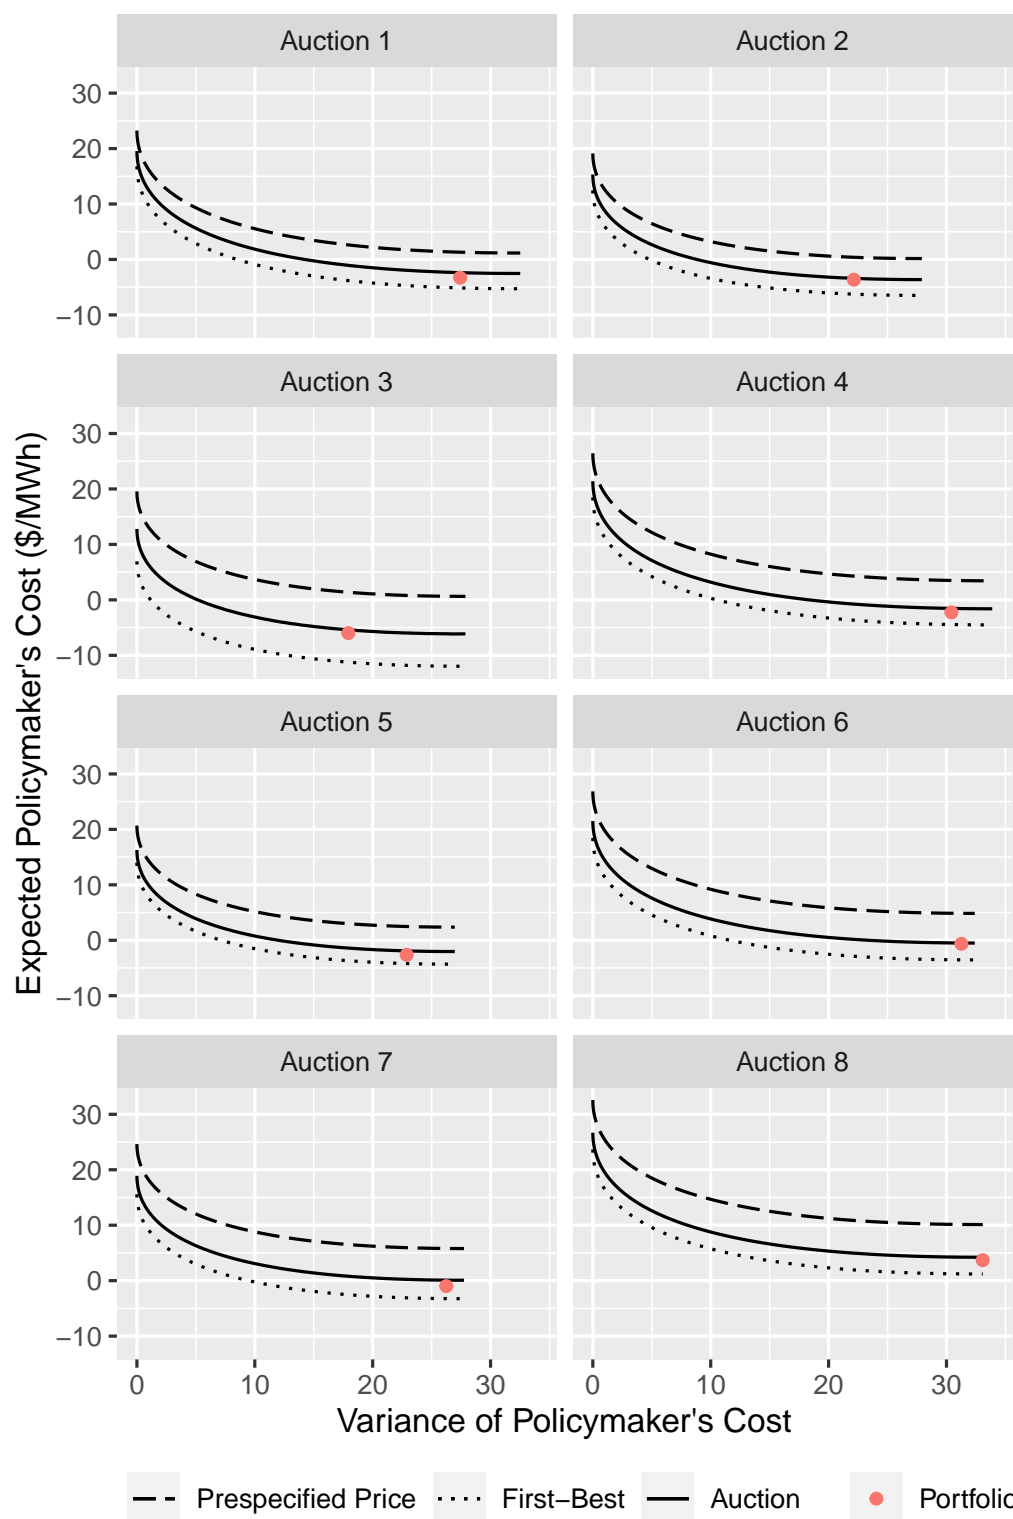 Auction 1
Auction 2
30
20
10
0
−10
Auction 3
Auction 4
30
20
10
0
−10
Expected Policymaker's Cost ($/MWh)
Auction 5
Auction 6
30
20
10
0
−10
Auction 7
Auction 8
30
20
10
0
−10
0 10 20 30
0 10 20 30
Variance of Policymaker's Cost
Prespecified Price First−Best Auction Portfolio